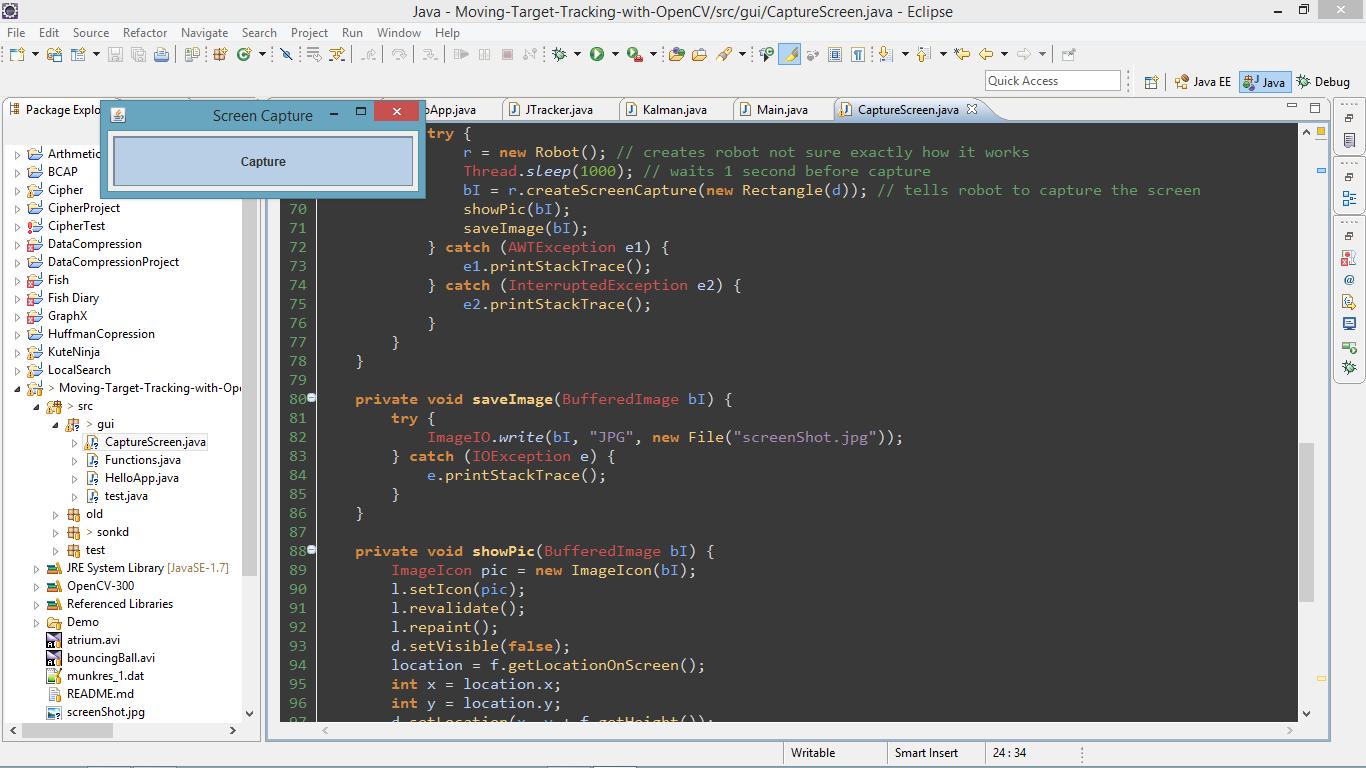 Java - Moving-Target-Tracking-with-OpenCV/src/gui/CaptureScreen.java - Eclipse
File Edit Source Refactor Navigate Search Project Run Window Help
Quick Access
Java EE
Java
Debug
Package Explo
Screen Capture
Capture
App.java
JTracker.java
Kalman.java
Main.java
CaptureScreen.java
Arithmetic
BCAP
Cipher
CipherProject
CipherTest
DataCompression
DataCompressionProject
Fish
Fish Diary
GraphX
HuffmanCopression
KuteNinja
LocalSearch
> Moving-Target-Tracking-with-Op
> src
> gui
CaptureScreen.java
Functions.java
HelloApp.java
test.java
old
> sonkd
test
JRE System Library [JavaSE-1.7]
OpenCV-300
Referenced Libraries
Demo
atrium.avi
bouncingBall.avi
munkres_1.dat
README.md
screenShot.jpg
try {
r = new Robot(); // creates robot not sure exactly how it works
Thread.sleep(1000); // waits 1 second before capture
bI = r.createScreenCapture(new Rectangle(d)); // tells robot to capture the screen
70 showPic(bI);
71 saveImage(bI);
72 } catch (AWTException e1) {
73 e1.printStackTrace();
74 } catch (InterruptedException e2) {
75 e2.printStackTrace();
76 }
77 }
78 }
79
80 private void saveImage(BufferedImage bI) {
81 try {
82 ImageIO.write(bI, "JPG", new File("screenShot.jpg"));
83 } catch (IOException e) {
84 e.printStackTrace();
85 }
86 }
87
88 private void showPic(BufferedImage bI) {
89 ImageIcon pic = new ImageIcon(bI);
90 l.setIcon(pic);
91 l.revalidate();
92 l.repaint();
93 d.setVisible(false);
94 location = f.getLocationOnScreen();
95 int x = location.x;
96 int y = location.y;
97 d.setLocation(x, y + f.getHeight());
Writable
Smart Insert
24 : 34